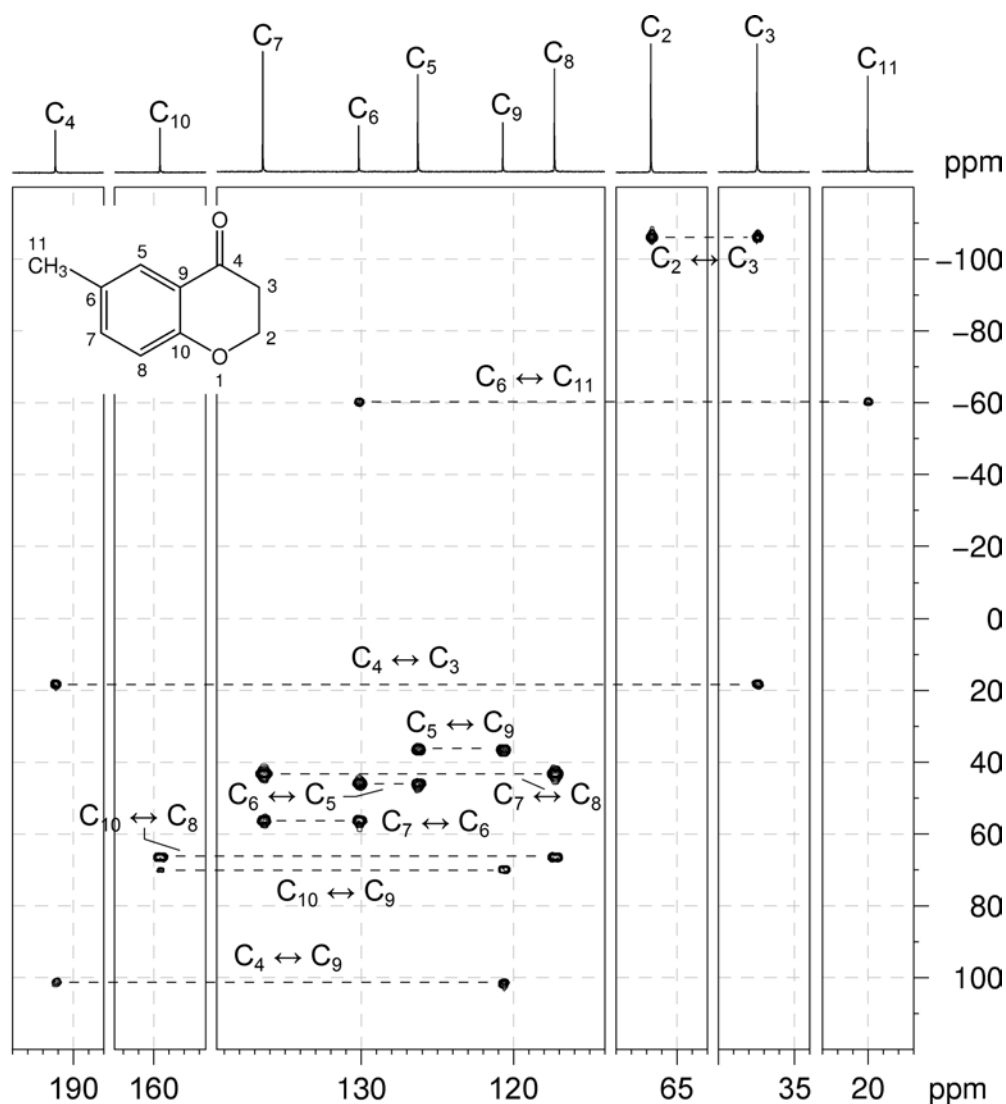 C4 C10 C7 C6 C5 C9 C8 C2 C3 C11
ppm
O
11
CH3
5
4
9
6
3
7
2
10
8
O
1
C2 ↔ C3
C6 ↔ C11
C4 ↔ C3
C5 ↔ C9
C6 ↔ C5
C7 ↔ C8
C10 ↔ C8
C7 ↔ C6
C10 ↔ C9
C4 ↔ C9
−100
−80
−60
−40
−20
0
20
40
60
80
100
190 160 130 120 65 35 20 ppm